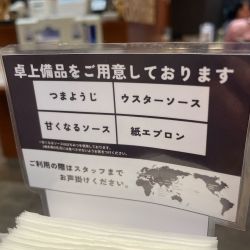 卓上備品をご用意しております
つまようじ
ウスターソース
甘くなるソース
紙エプロン
ご利用の際はスタッフまで
お声掛けください。